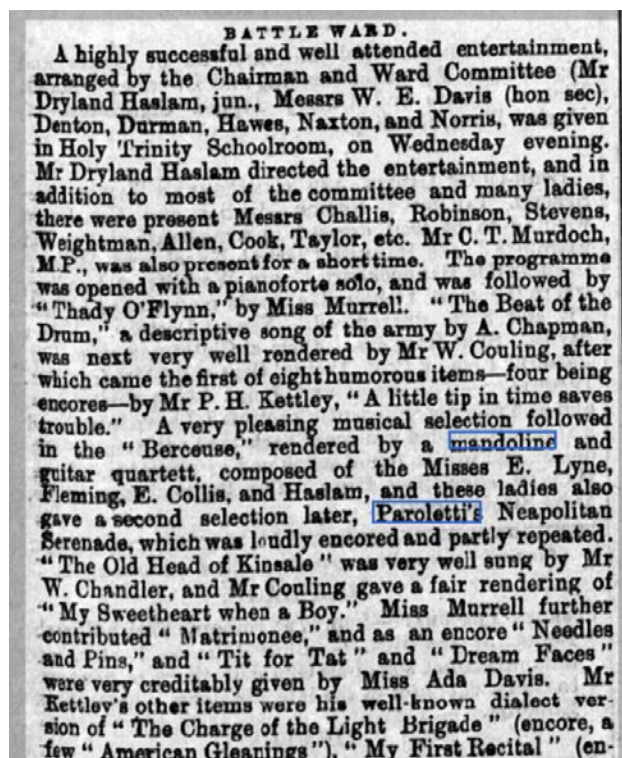 BATTLE WARD.
A highly successful and well attended entertainment,
arranged by the Chairman and Ward Committee (Mr
Dryland Haslam, jun., Messrs W. E. Davis (hon sec),
Denton, Durman, Hawes, Naxton, and Norris, was given
in Holy Trinity Schoolroom, on Wednesday evening.
Mr Dryland Haslam directed the entertainment, and in
addition to most of the committee and many ladies,
there were present Messrs Challis, Robinson, Stevens,
Weightman, Allen, Cook, Taylor, etc. Mr C. T. Murdoch,
M.P., was also present for a short time. The programme
was opened with a pianoforte solo, and was followed by
"Thady O'Flynn," by Miss Murrell. "The Beat of the
Drum," a descriptive song of the army by A. Chapman,
was next very well rendered by Mr W. Couling, after
which came the first of eight humorous items—four being
encores—by Mr P. H. Kettley, "A little tip in time saves
trouble." A very pleasing musical selection followed
in the "Berceuse," rendered by a mandoline and
guitar quartett, composed of the Misses E. Lyne,
Fleming, E. Collis, and Haslam, and these ladies also
gave a second selection later, Paroletti's Neapolitan
Serenade, which was loudly encored and partly repeated.
"The Old Head of Kinsale" was very well sung by Mr
W. Chandler, and Mr Couling gave a fair rendering of
"My Sweetheart when a Boy." Miss Murrell further
contributed "Matrimonee," and as an encore "Needles
and Pins," and "Tit for Tat" and "Dream Faces"
were very creditably given by Miss Ada Davis. Mr
Kettley's other items were his well-known dialect ver-
sion of "The Charge of the Light Brigade" (encore, a
few "American Gleanings"), "My First Recital" (en-